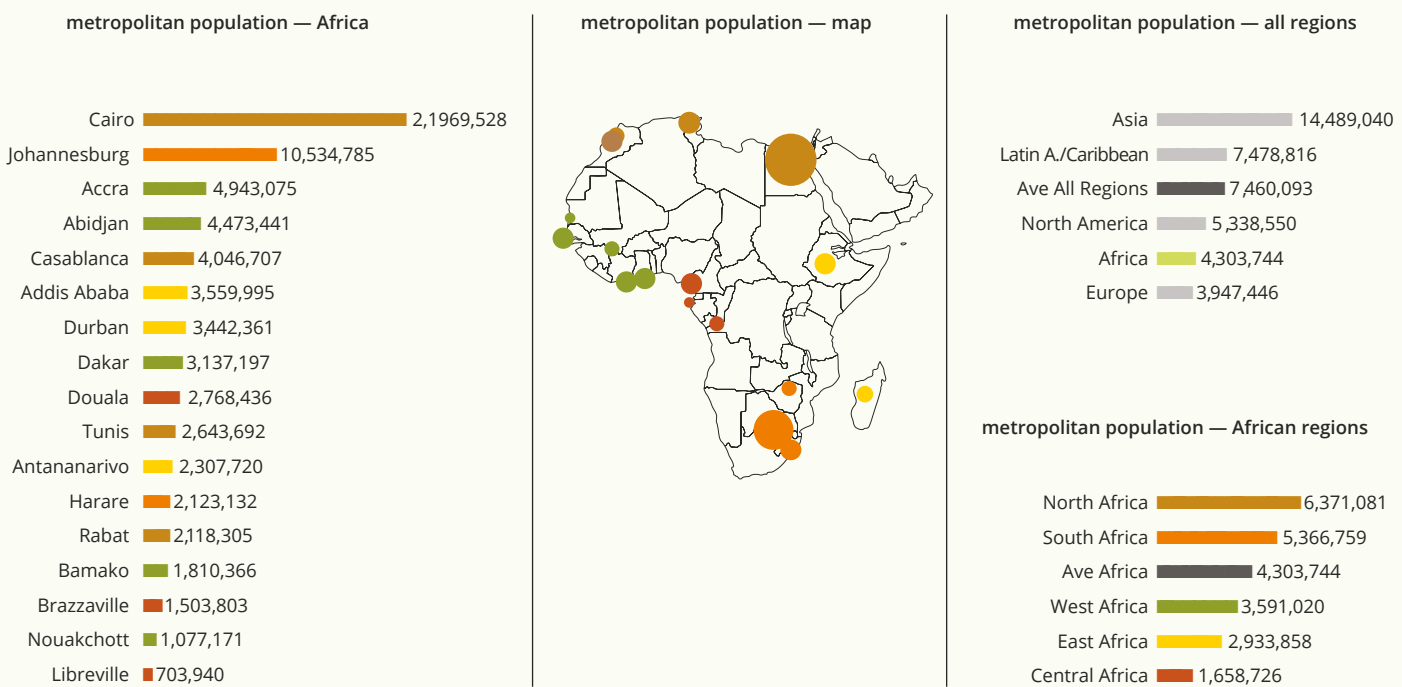 metropolitan population — Africa
Cairo 2,1969,528
Johannesburg 10,534,785
Accra 4,943,075
Abidjan 4,473,441
Casablanca 4,046,707
Addis Ababa 3,559,995
Durban 3,442,361
Dakar 3,137,197
Douala 2,768,436
Tunis 2,643,692
Antananarivo 2,307,720
Harare 2,123,132
Rabat 2,118,305
Bamako 1,810,366
Brazzaville 1,503,803
Nouakchott 1,077,171
Libreville 703,940
metropolitan population — map
metropolitan population — all regions
Asia 14,489,040
Latin A./Caribbean 7,478,816
Ave All Regions 7,460,093
North America 5,338,550
Africa 4,303,744
Europe 3,947,446
metropolitan population — African regions
North Africa 6,371,081
South Africa 5,366,759
Ave Africa 4,303,744
West Africa 3,591,020
East Africa 2,933,858
Central Africa 1,658,726